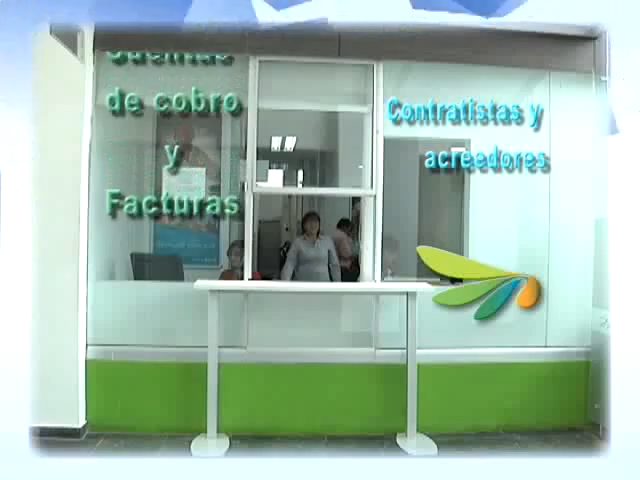 de cobro
y
Facturas
Contratistas y
acreedores